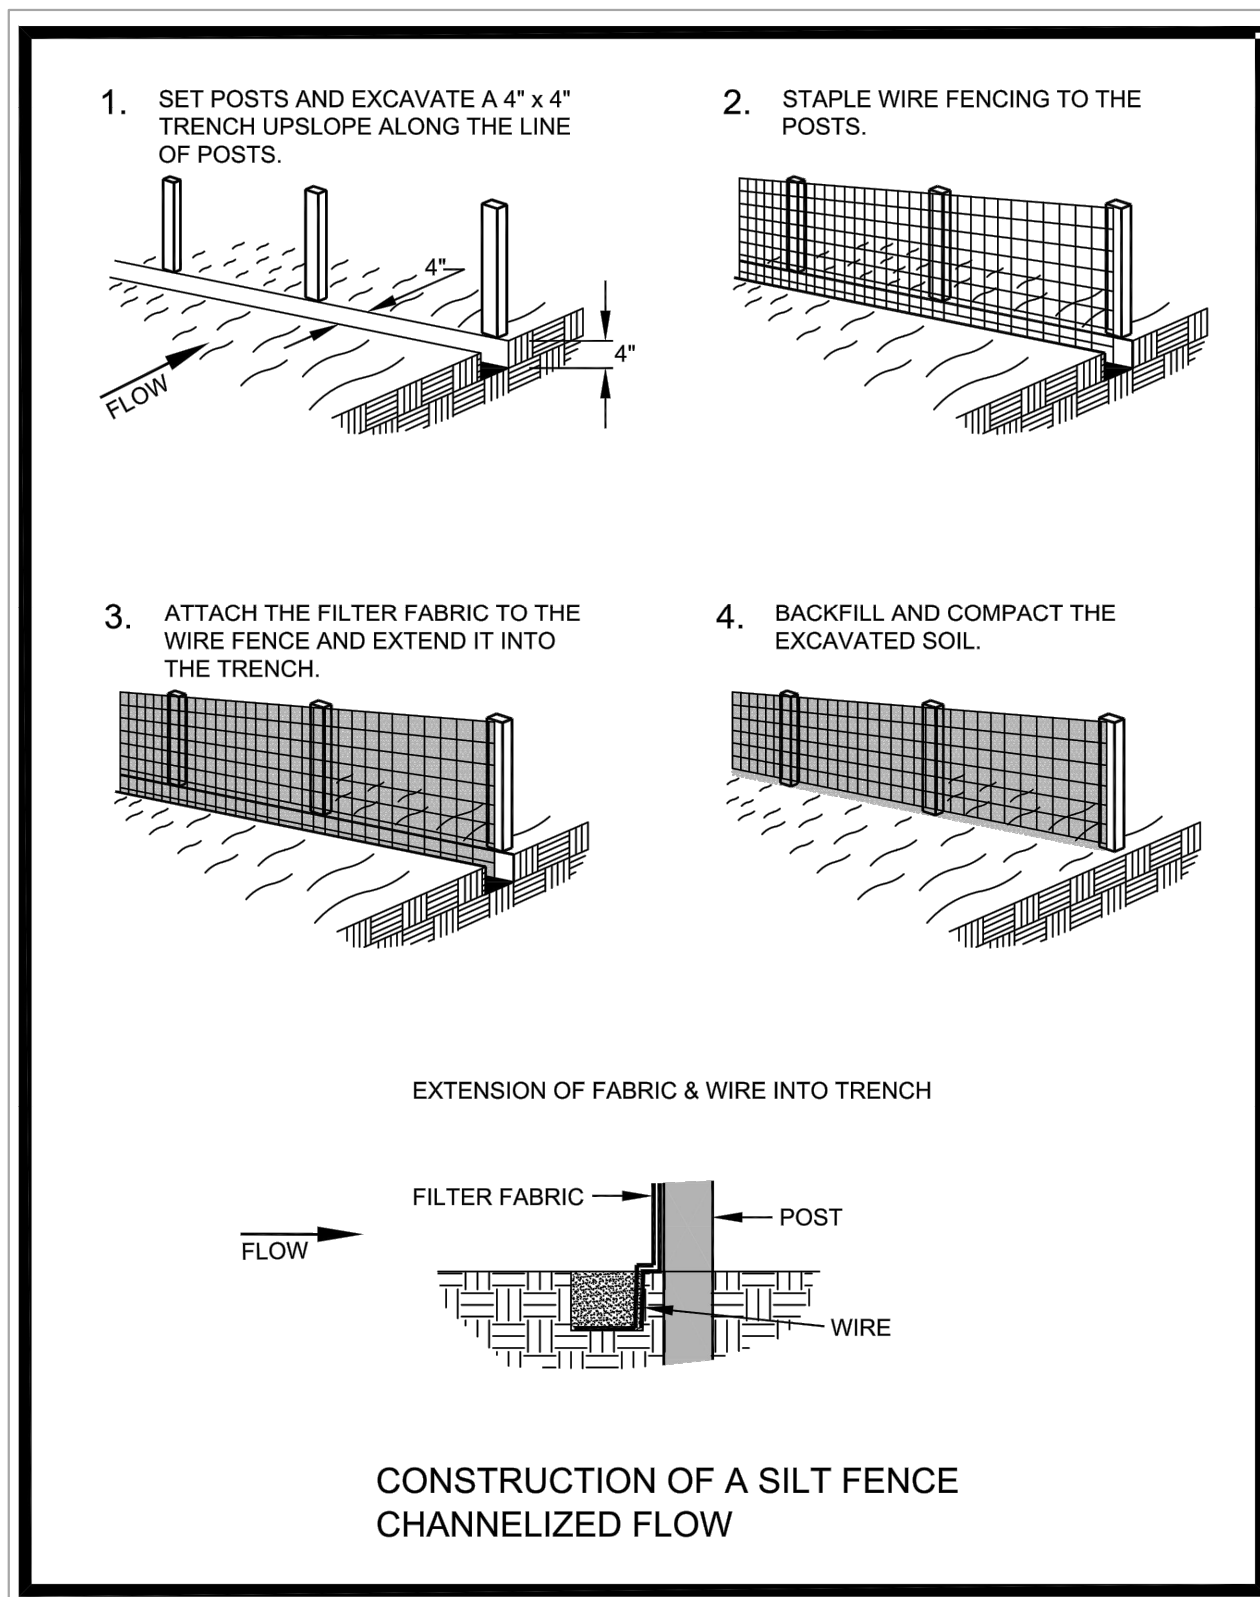 1. SET POSTS AND EXCAVATE A 4" x 4"
TRENCH UPSLOPE ALONG THE LINE
OF POSTS.
4"
4"
FLOW
2. STAPLE WIRE FENCING TO THE
POSTS.
3. ATTACH THE FILTER FABRIC TO THE
WIRE FENCE AND EXTEND IT INTO
THE TRENCH.
4. BACKFILL AND COMPACT THE
EXCAVATED SOIL.
EXTENSION OF FABRIC & WIRE INTO TRENCH
FILTER FABRIC
POST
FLOW
WIRE
CONSTRUCTION OF A SILT FENCE
CHANNELIZED FLOW